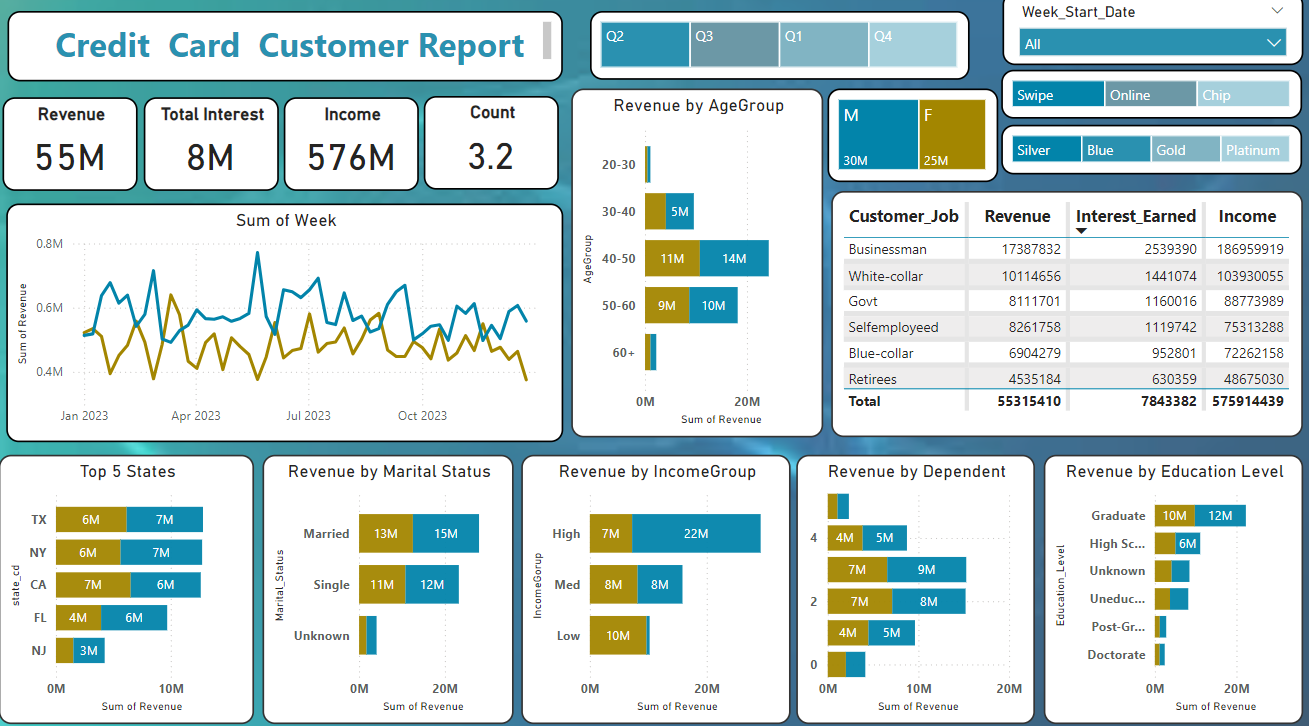 Credit Card Customer Report
Q2 Q3 Q1 Q4
Week_Start_Date
All
Swipe Online Chip
Silver Blue Gold Platinum
Revenue
55M
Total Interest
8M
Income
576M
Count
3.2
Revenue by AgeGroup
AgeGroup
20-30
30-40 5M
40-50 11M 14M
50-60 9M 10M
60+
0M 20M
Sum of Revenue
M
30M
F
25M
Sum of Week
Sum of Revenue
0.8M
0.6M
0.4M
Jan 2023 Apr 2023 Jul 2023 Oct 2023
Customer_Job Revenue Interest_Earned Income
Businessman 17387832 2539390 186959919
White-collar 10114656 1441074 103930055
Govt 8111701 1160016 88773989
Selfemployeed 8261758 1119742 75313288
Blue-collar 6904279 952801 72262158
Retirees 4535184 630359 48675030
Total 55315410 7843382 575914439
Top 5 States
state_cd
TX 6M 7M
NY 6M 7M
CA 7M 6M
FL 4M 6M
NJ 3M
0M 10M
Sum of Revenue
Revenue by Marital Status
Marital_Status
Married 13M 15M
Single 11M 12M
Unknown
0M 20M
Sum of Revenue
Revenue by IncomeGroup
IncomeGorup
High 7M 22M
Med 8M 8M
Low 10M
0M 20M
Sum of Revenue
Revenue by Dependent
4 4M 5M
7M 9M
2 7M 8M
4M 5M
0
0M 10M 20M
Sum of Revenue
Revenue by Education Level
Education_Level
Graduate 10M 12M
High Sc... 6M
Unknown
Uneduc...
Post-Gr...
Doctorate
0M 20M
Sum of Revenue